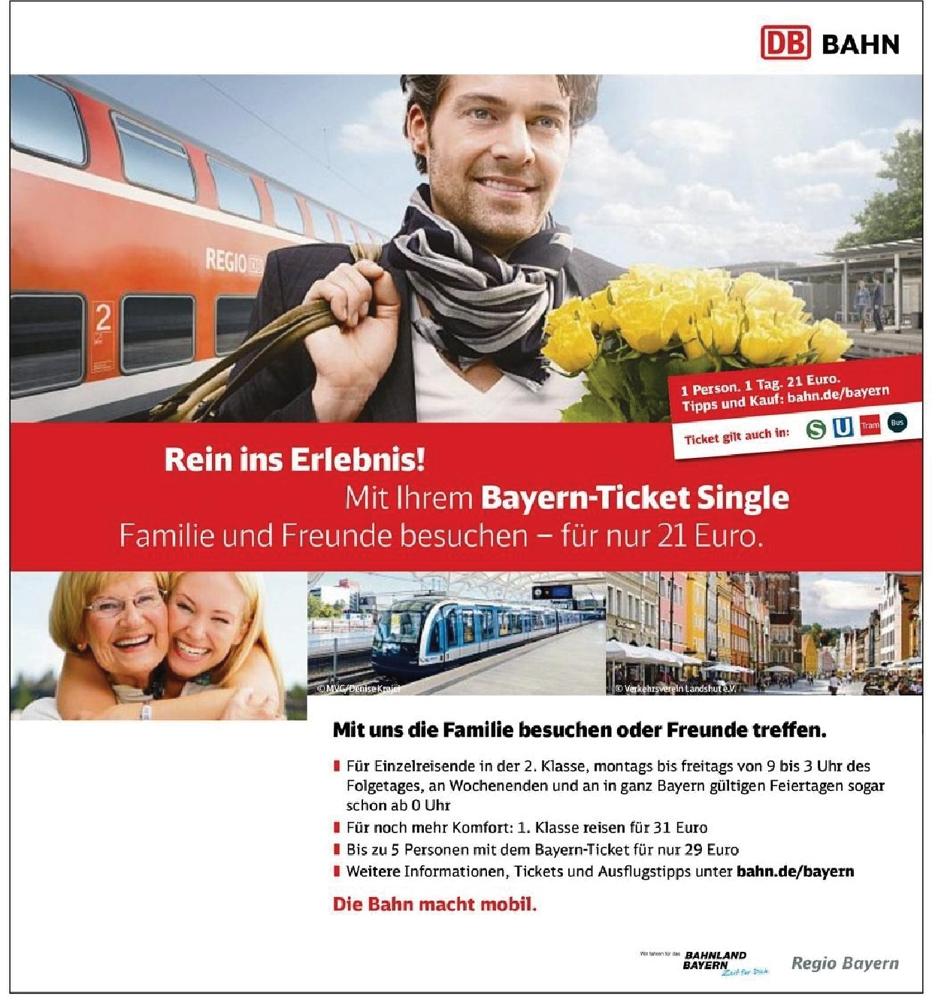 DB BAHN
REGIO DB
2
1 Person. 1 Tag. 21 Euro.
Tipps und Kauf: bahn.de/bayern
Ticket gilt auch in: S U Tram Bus
Rein ins Erlebnis!
Mit Ihrem Bayern-Ticket Single
Familie und Freunde besuchen – für nur 21 Euro.
© MVG/Denise Krejci
© Verkehrsverein Landshut e.V.
Mit uns die Familie besuchen oder Freunde treffen.
Für Einzelreisende in der 2. Klasse, montags bis freitags von 9 bis 3 Uhr des
Folgetages, an Wochenenden und an in ganz Bayern gültigen Feiertagen sogar
schon ab 0 Uhr
Für noch mehr Komfort: 1. Klasse reisen für 31 Euro
Bis zu 5 Personen mit dem Bayern-Ticket für nur 29 Euro
Weitere Informationen, Tickets und Ausflugstipps unter bahn.de/bayern
Die Bahn macht mobil.
Wir fahren für das BAHNLAND
BAYERN
Zeit für Dich
Regio Bayern